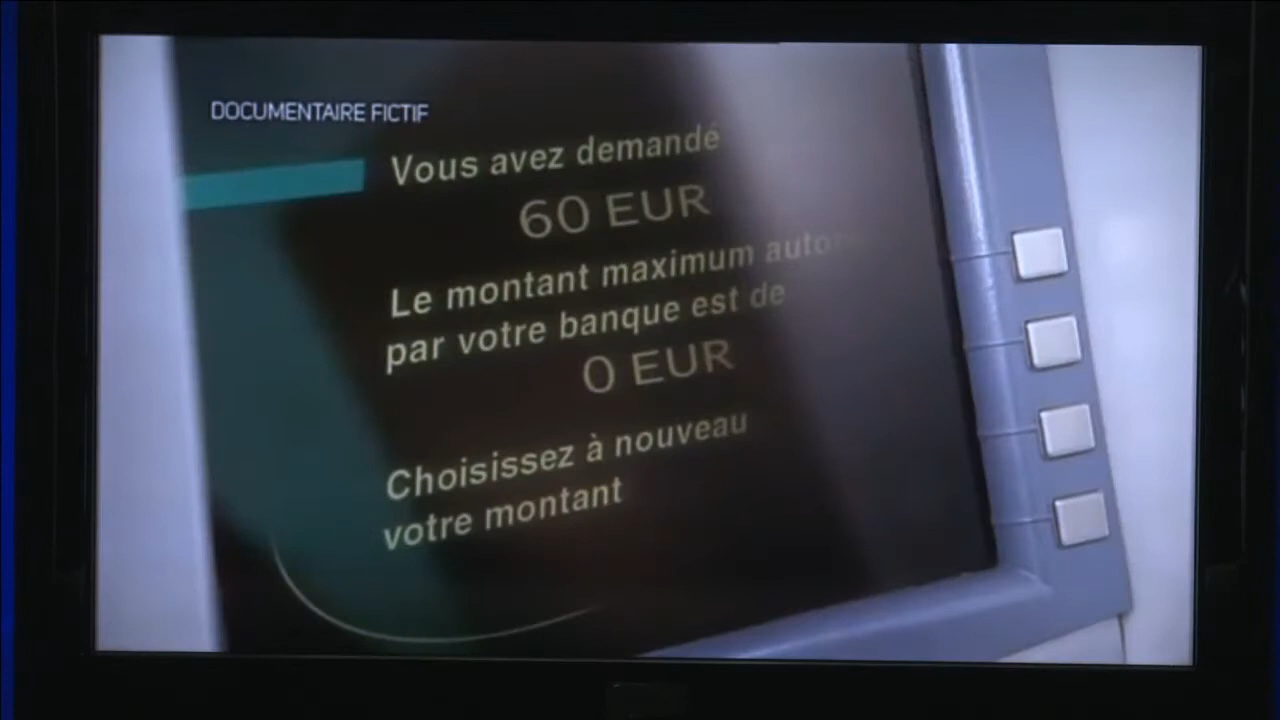 DOCUMENTAIRE FICTIF
Vous avez demandé
60 EUR
Le montant maximum
par votre banque est de
0 EUR
Choisissez à nouveau
votre montant